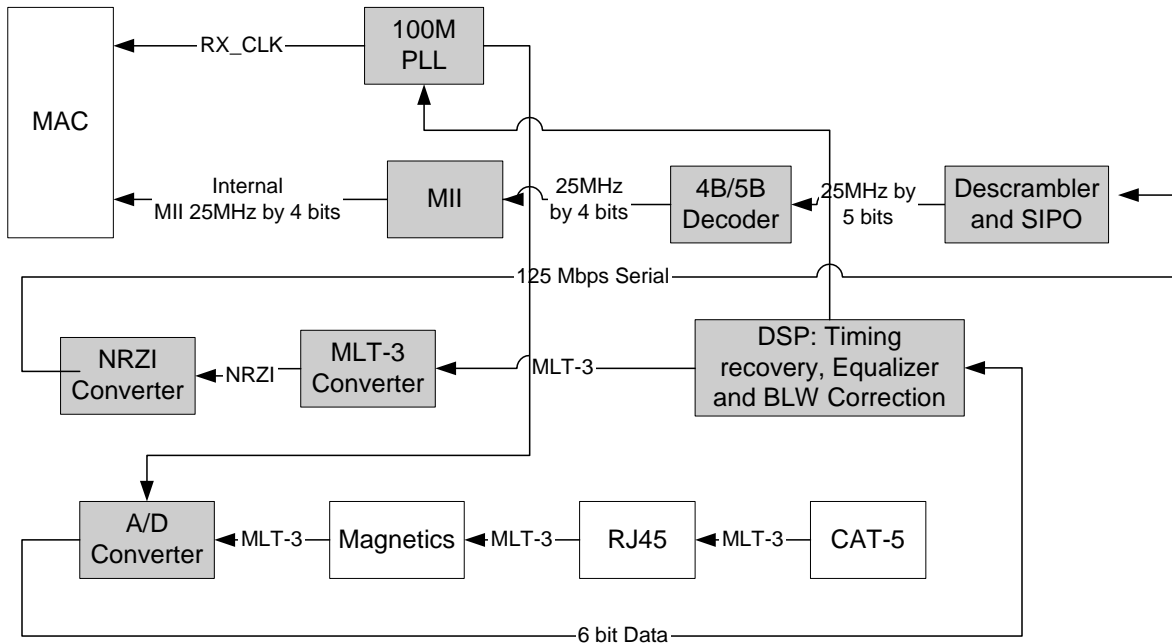 100M
PLL
RX_CLK
MAC
Internal
MII 25MHz by 4 bits
MII
25MHz
by 4 bits
4B/5B
Decoder
25MHz by
5 bits
Descrambler
and SIPO
125 Mbps Serial
NRZI
Converter
NRZI
MLT-3
Converter
MLT-3
DSP: Timing
recovery, Equalizer
and BLW Correction
A/D
Converter
MLT-3
Magnetics
MLT-3
RJ45
MLT-3
CAT-5
6 bit Data